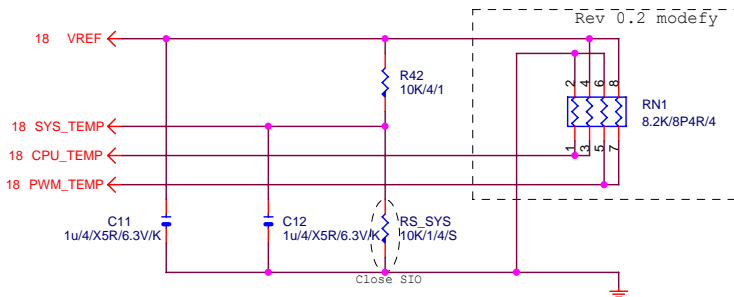 Rev 0.2 modefy
18 VREF
R42
10K/4/1
2 4 6 8
RN1
8.2K/8P4R/4
18 SYS_TEMP
1 3 5 7
18 CPU_TEMP
18 PWM_TEMP
C11
1u/4/X5R/6.3V/K
C12
1u/4/X5R/6.3V/K
RS_SYS
10K/1/4/S
Close SIO